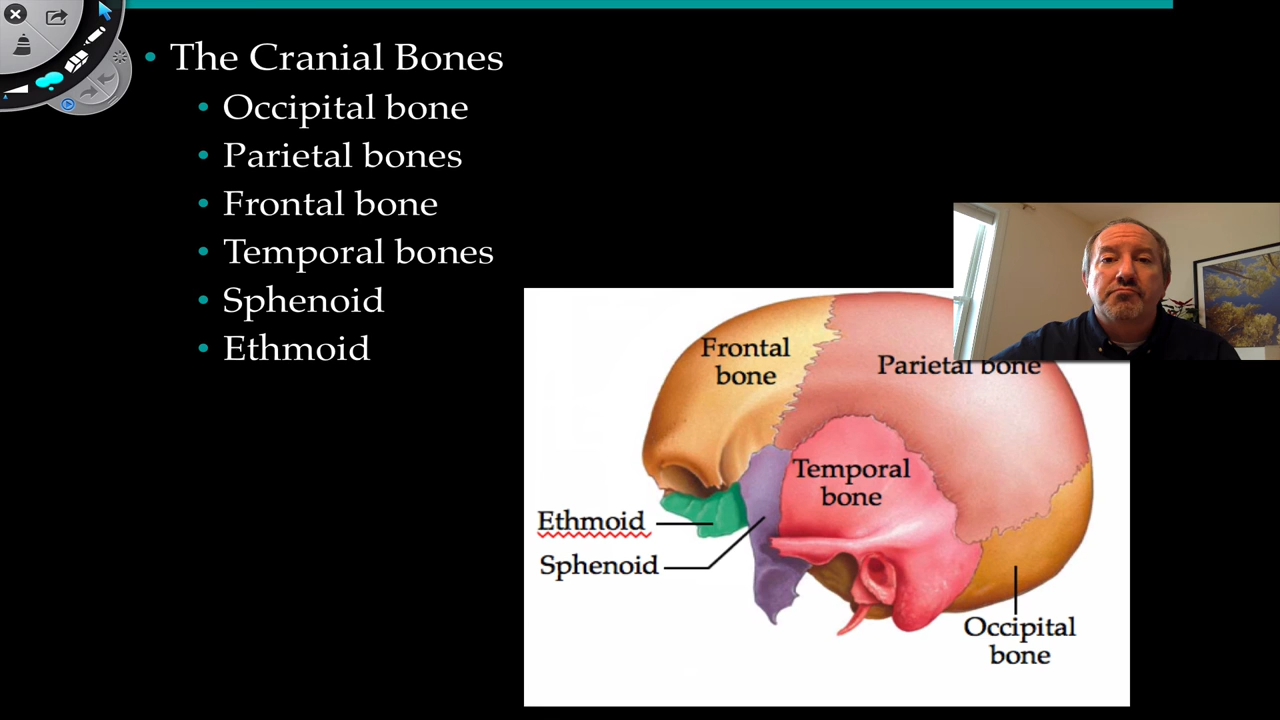 The Cranial Bones
Occipital bone
Parietal bones
Frontal bone
Temporal bones
Sphenoid
Ethmoid
Frontal
bone
Parietal bone
Temporal
bone
Ethmoid
Sphenoid
Occipital
bone